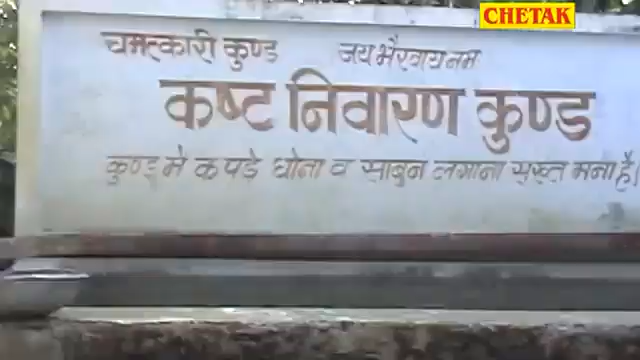 CHETAK
चमत्कारी कुण्ड जय भैरवाय नम
कष्ट निवारण कुण्ड
कुण्ड मे कपडे धोना व साबुन लगाना सख्त मना है।